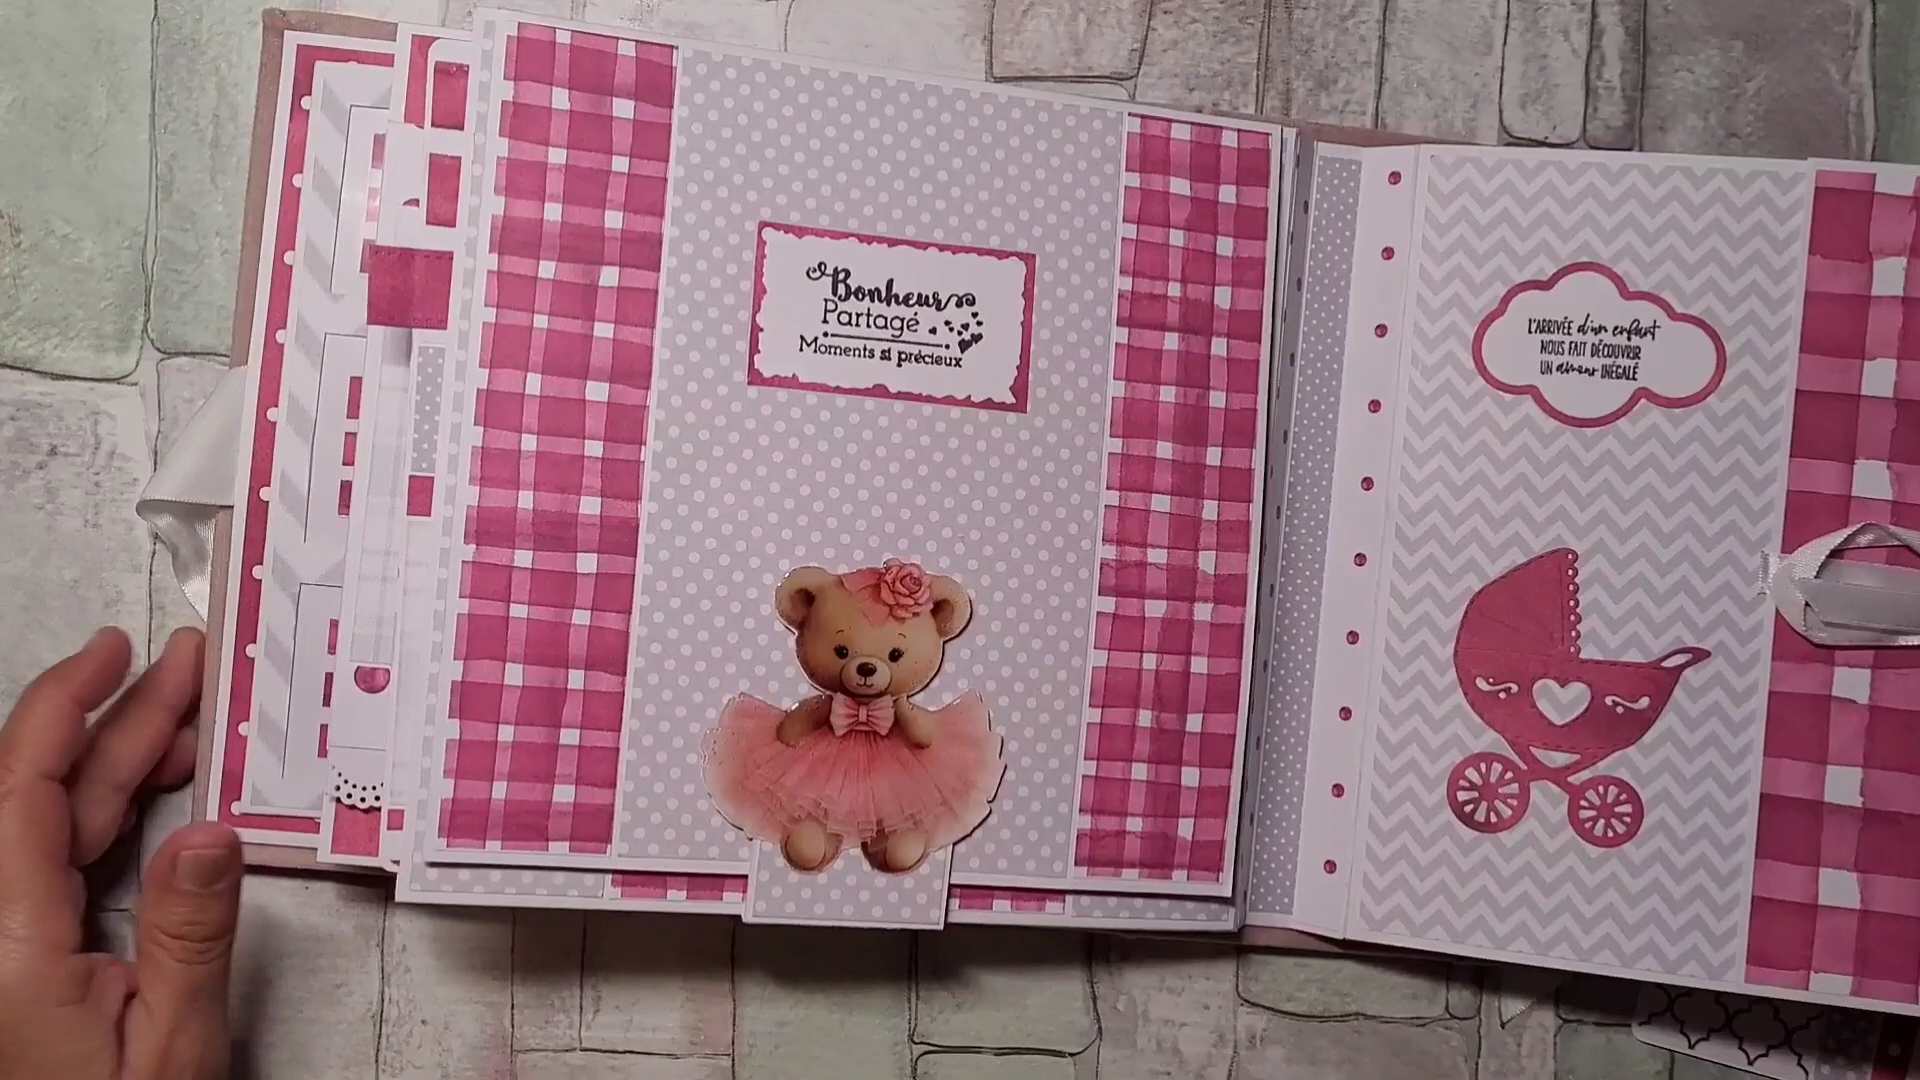 Bonheur
Partagé
Moments si précieux
L'ARRIVÉE d'un enfant
NOUS FAIT DÉCOUVRIR
UN amour INÉGALÉ